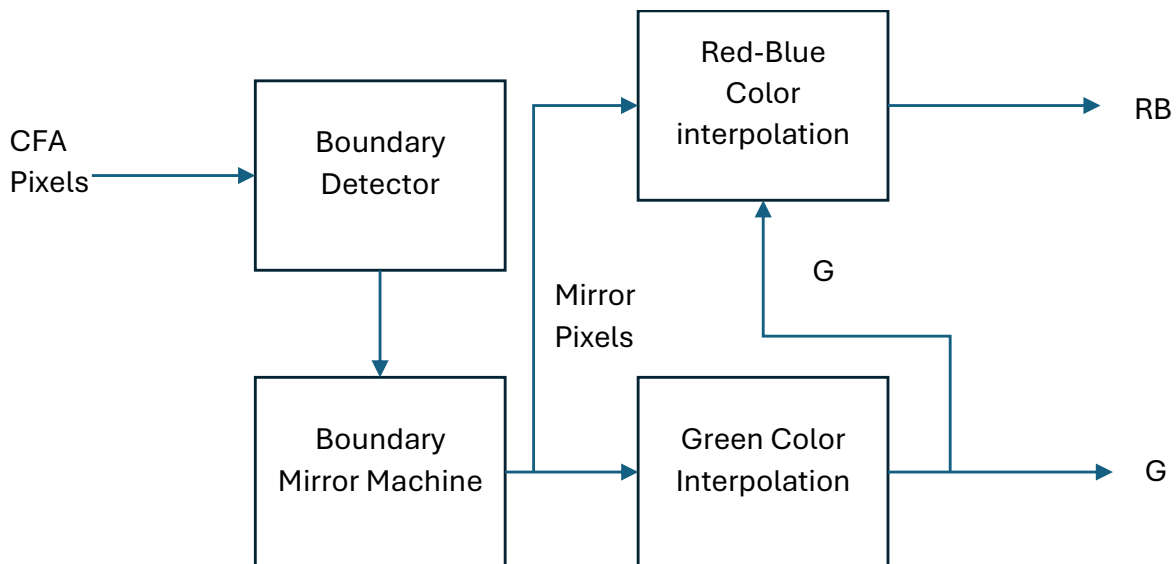 CFA
Pixels
Boundary
Detector
Red-Blue
Color
interpolation
RB
G
Mirror
Pixels
Boundary
Mirror Machine
Green Color
Interpolation
G